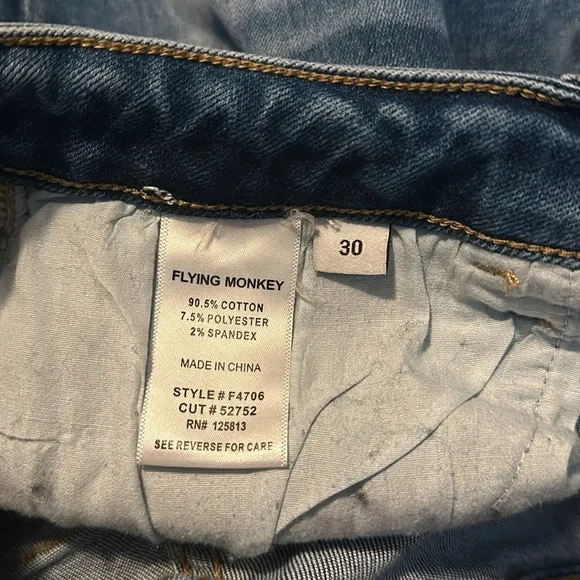 FLYING MONKEY
90.5% COTTON
7.5% POLYESTER
2% SPANDEX
MADE IN CHINA
STYLE # F4706
CUT # 52752
RN# 125813
SEE REVERSE FOR CARE
30